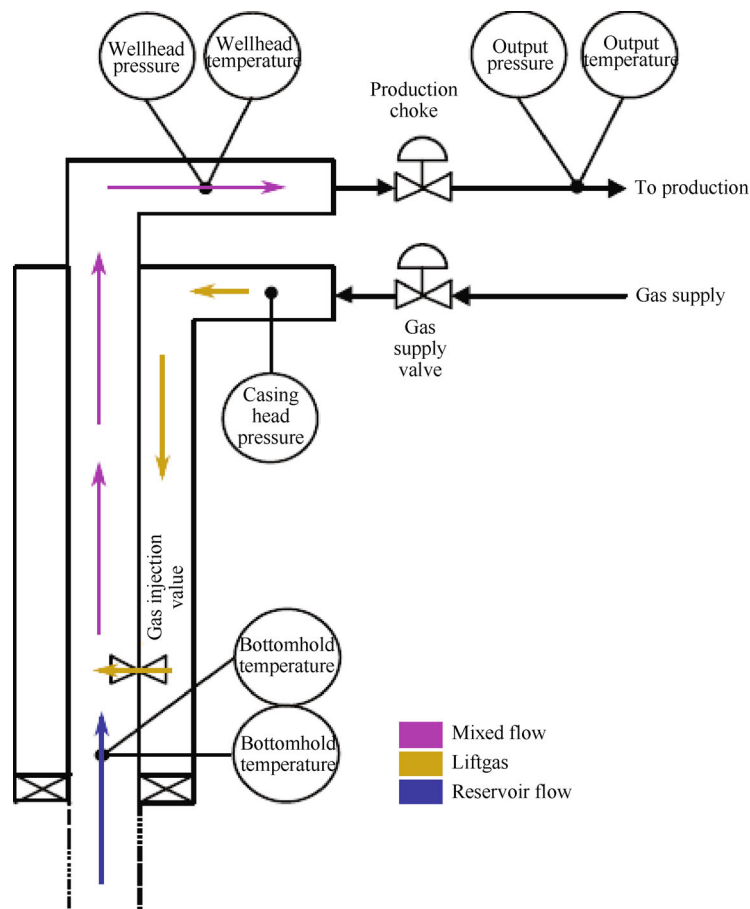 Wellhead
pressure
Wellhead
temperature
Output
pressure
Output
temperature
Production
choke
To production
Gas supply
Gas
supply
valve
Casing
head
pressure
Gas injection
value
Bottomhold
temperature
Bottomhold
temperature
Mixed flow
Liftgas
Reservoir flow